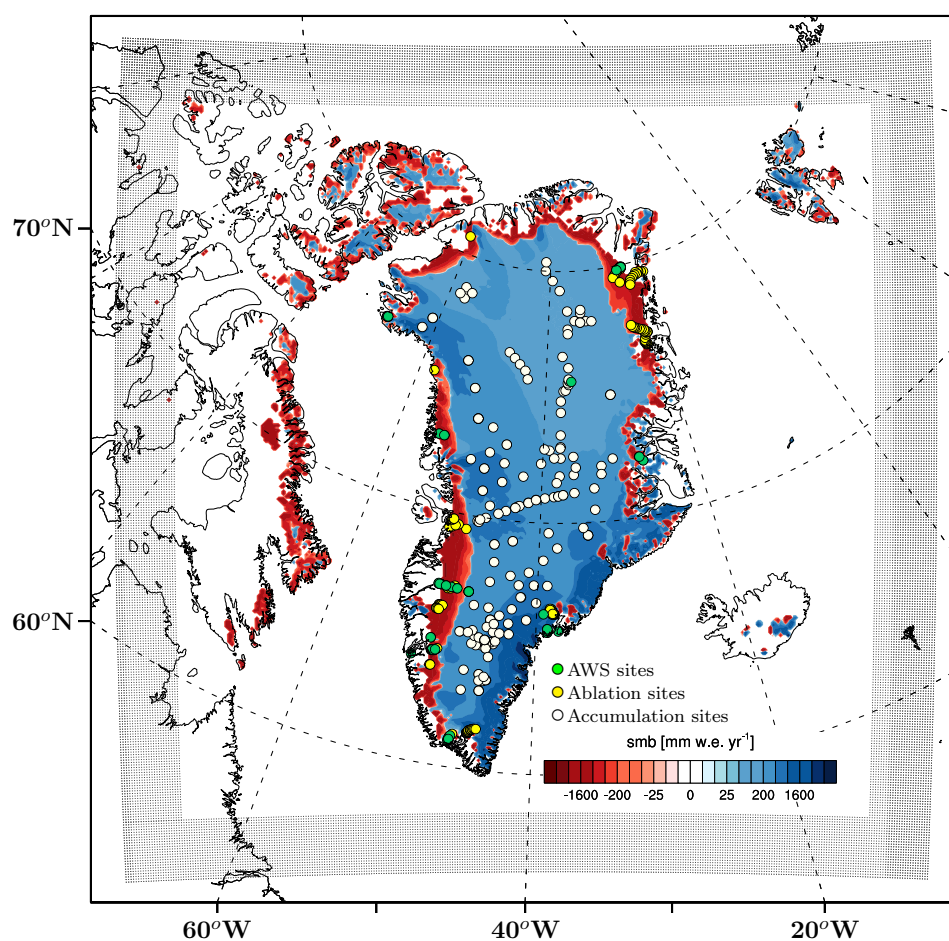 70°N
60°N
AWS sites
Ablation sites
Accumulation sites
smb [mm w.e. yr⁻¹]
-1600 -200 -25 0 25 200 1600
60°W 40°W 20°W